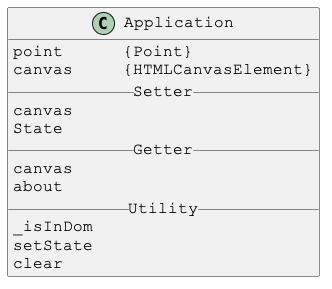 C Application
point {Point}
canvas {HTMLCanvasElement}
Setter
canvas
State
Getter
canvas
about
Utility
_isInDom
setState
clear